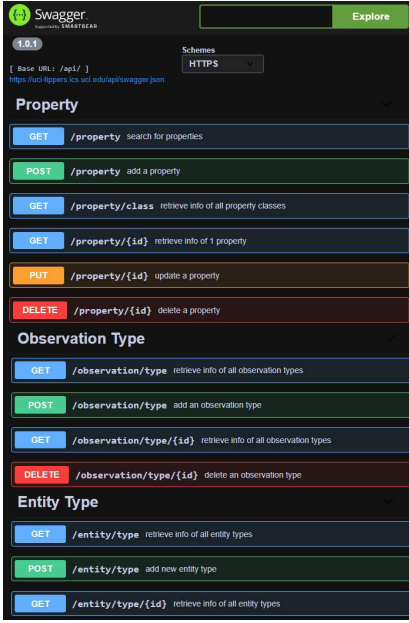 Swagger.
Supported by SMARTBEAR
Explore
1.0.1
Schemes
[ Base URL: /api/ ]
HTTPS
https://uci-tippers.ics.uci.edu/api/swagger.json
Property
GET /property search for properties
POST /property add a property
GET /property/class retrieve info of all property classes
GET /property/{id} retrieve info of 1 property
PUT /property/{id} update a property
DELETE /property/{id} delete a property
Observation Type
GET /observation/type retrieve info of all observation types
POST /observation/type add an observation type
GET /observation/type/{id} retrieve info of all observation types
DELETE /observation/type/{id} delete an observation type
Entity Type
GET /entity/type retrieve info of all entity types
POST /entity/type add new entity type
GET /entity/type/{id} retrieve info of all entity types